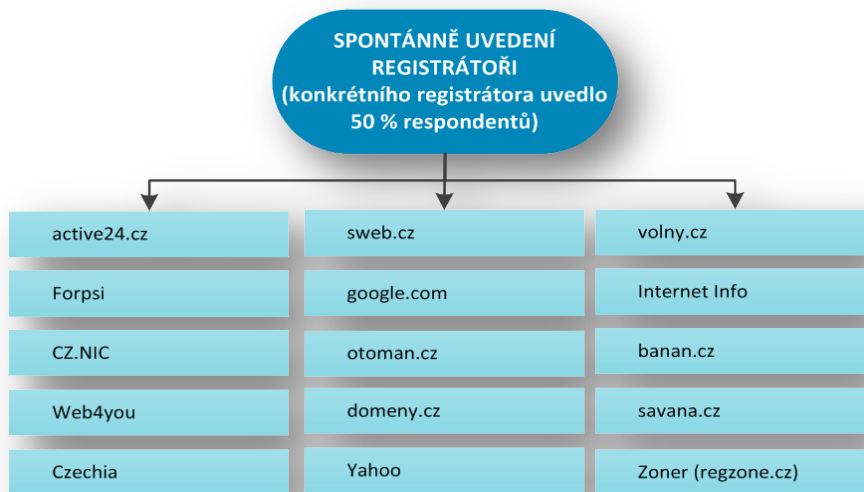 SPONTÁNNĚ UVEDENÍ
REGISTRÁTOŘI
(konkrétního registrátora uvedlo
50 % respondentů)
active24.cz
Forpsi
CZ.NIC
Web4you
Czechia
sweb.cz
google.com
otoman.cz
domeny.cz
Yahoo
volny.cz
Internet Info
banan.cz
savana.cz
Zoner (regzone.cz)